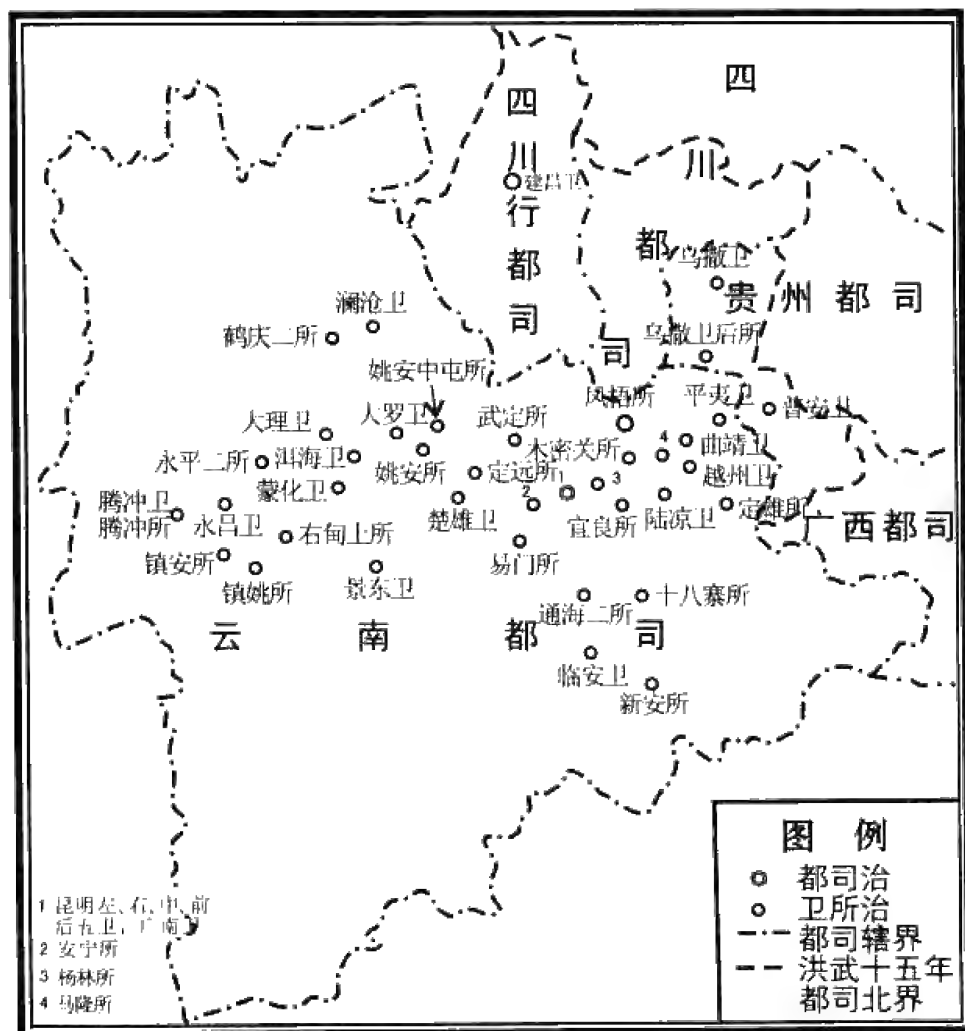 四川行都司
四川都司
建昌卫
乌撒卫
贵州都司
澜沧卫
鹤庆二所
乌撒卫后所
姚安中屯所
凤梧所
平夷卫
普安卫
大理卫
大罗卫
武定所
木密关所
4
曲靖卫
永平二所
洱海卫
姚安所
定远所
1
3
越州卫
腾冲卫
腾冲所
蒙化卫
永昌卫
楚雄卫
2
宜良所
陆凉卫
定雄所
广西都司
右甸上所
易门所
镇安所
镇姚所
景东卫
通海二所
十八寨所
云南都司
临安卫
新安所
图例
都司治
卫所治
都司辖界
洪武十五年
都司北界
1 昆明左、右、中、前
后五卫，广南卫
2 安宁所
3 杨林所
4 马隆所